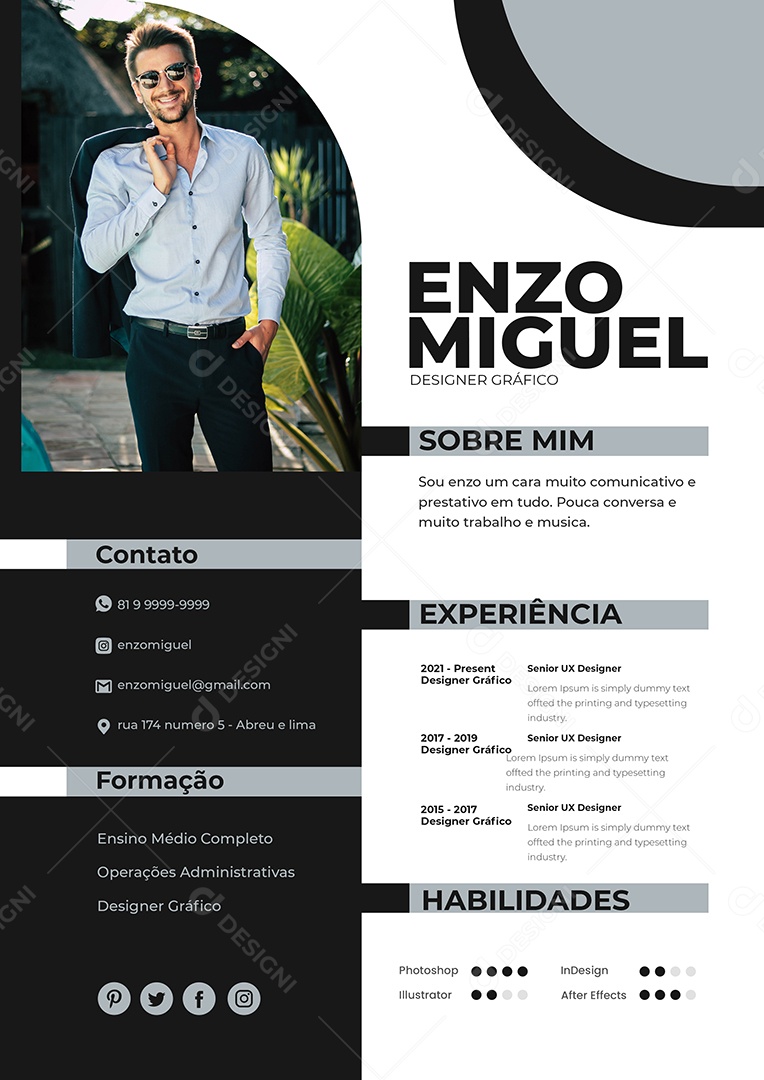 ENZO
MIGUEL
DESIGNER GRÁFICO
SOBRE MIM
Sou enzo um cara muito comunicativo e
prestativo em tudo. Pouca conversa e
muito trabalho e musica.
Contato
81 9 9999-9999
enzomiguel
enzomiguel@gmail.com
rua 174 numero 5 - Abreu e lima
Formação
Ensino Médio Completo
Operações Administrativas
Designer Gráfico
EXPERIÊNCIA
2021 - Present
Designer Gráfico
Senior UX Designer
Lorem Ipsum is simply dummy text
offted the printing and typesetting
industry.
2017 - 2019
Designer Gráfico
Senior UX Designer
Lorem Ipsum is simply dummy text
offted the printing and typesetting
industry.
2015 - 2017
Designer Gráfico
Senior UX Designer
Lorem Ipsum is simply dummy text
offted the printing and typesetting
industry.
HABILIDADES
Photoshop
InDesign
Illustrator
After Effects
DESIGNI
DESIGNI
DESIGNI
DESIGNI